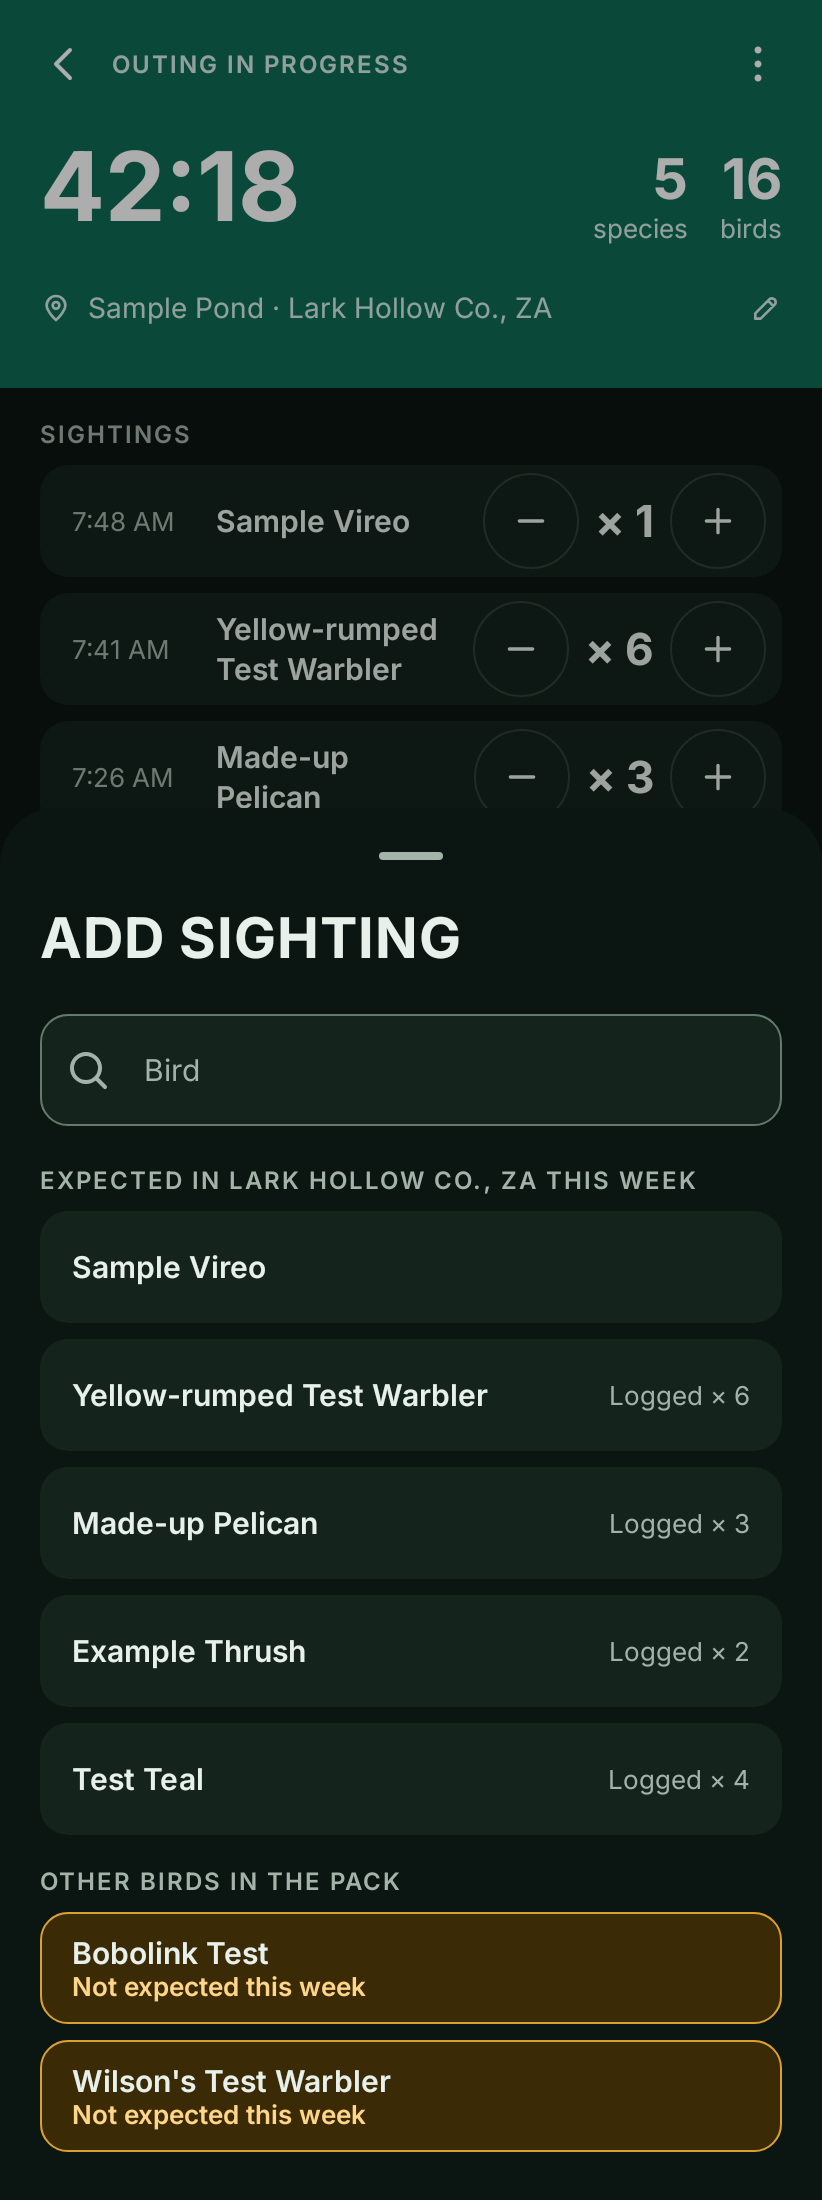 OUTING IN PROGRESS
42:18
5 species
16 birds
Sample Pond · Lark Hollow Co., ZA
SIGHTINGS
7:48 AM Sample Vireo − × 1 +
7:41 AM Yellow-rumped Test Warbler − × 6 +
7:26 AM Made-up Pelican − × 3 +
ADD SIGHTING
Bird
EXPECTED IN LARK HOLLOW CO., ZA THIS WEEK
Sample Vireo
Yellow-rumped Test Warbler Logged × 6
Made-up Pelican Logged × 3
Example Thrush Logged × 2
Test Teal Logged × 4
OTHER BIRDS IN THE PACK
Bobolink Test
Not expected this week
Wilson's Test Warbler
Not expected this week